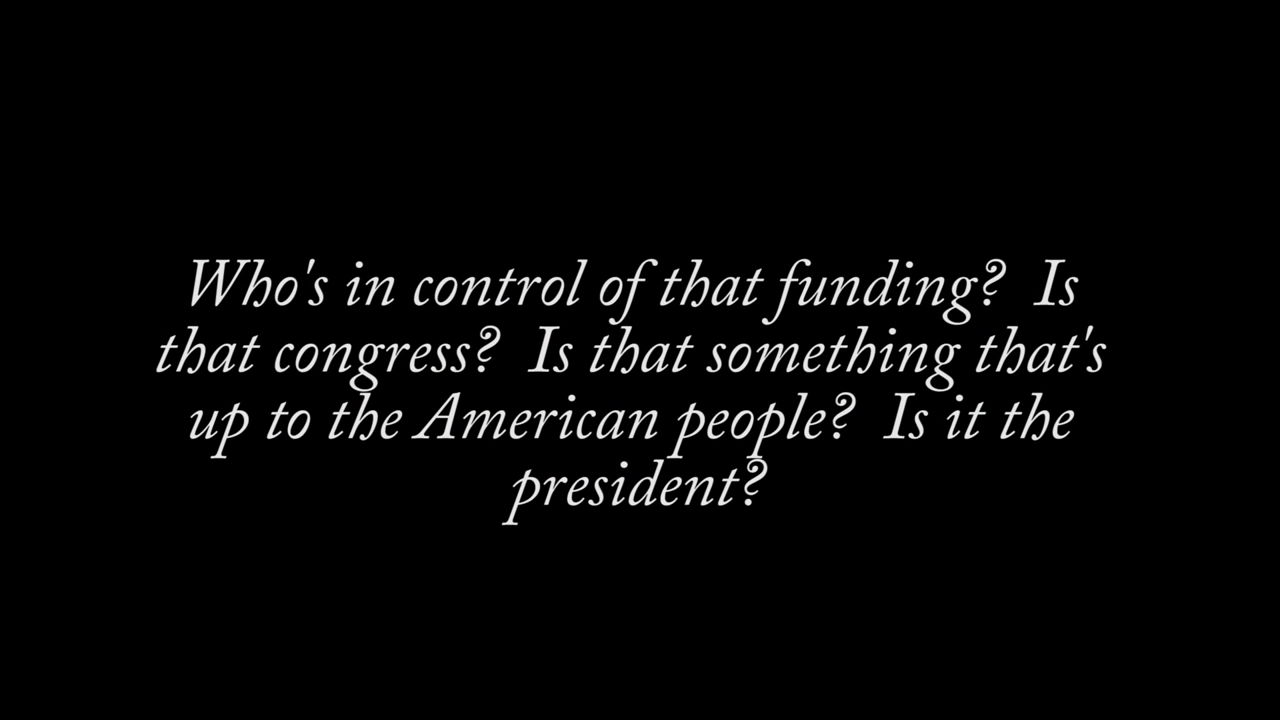 Who's in control of that funding?  Is
that congress?  Is that something that's
up to the American people?  Is it the
president?